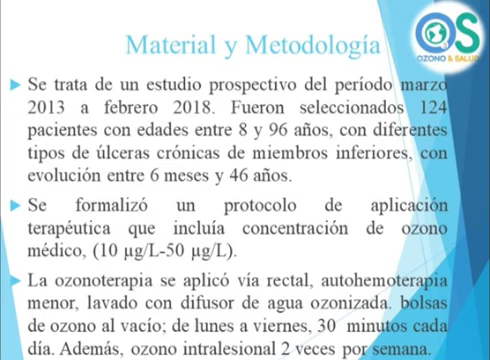 Material y Metodología
OS
OZONO & SALUD
Se trata de un estudio prospectivo del período marzo
2013 a febrero 2018. Fueron seleccionados 124
pacientes con edades entre 8 y 96 años, con diferentes
tipos de úlceras crónicas de miembros inferiores, con
evolución entre 6 meses y 46 años.
Se formalizó un protocolo de aplicación
terapéutica que incluía concentración de ozono
médico, (10 µg/L-50 µg/L).
La ozonoterapia se aplicó vía rectal, autohemoterapia
menor, lavado con difusor de agua ozonizada. bolsas
de ozono al vacío; de lunes a viernes, 30 minutos cada
día. Además, ozono intralesional 2 veces por semana.